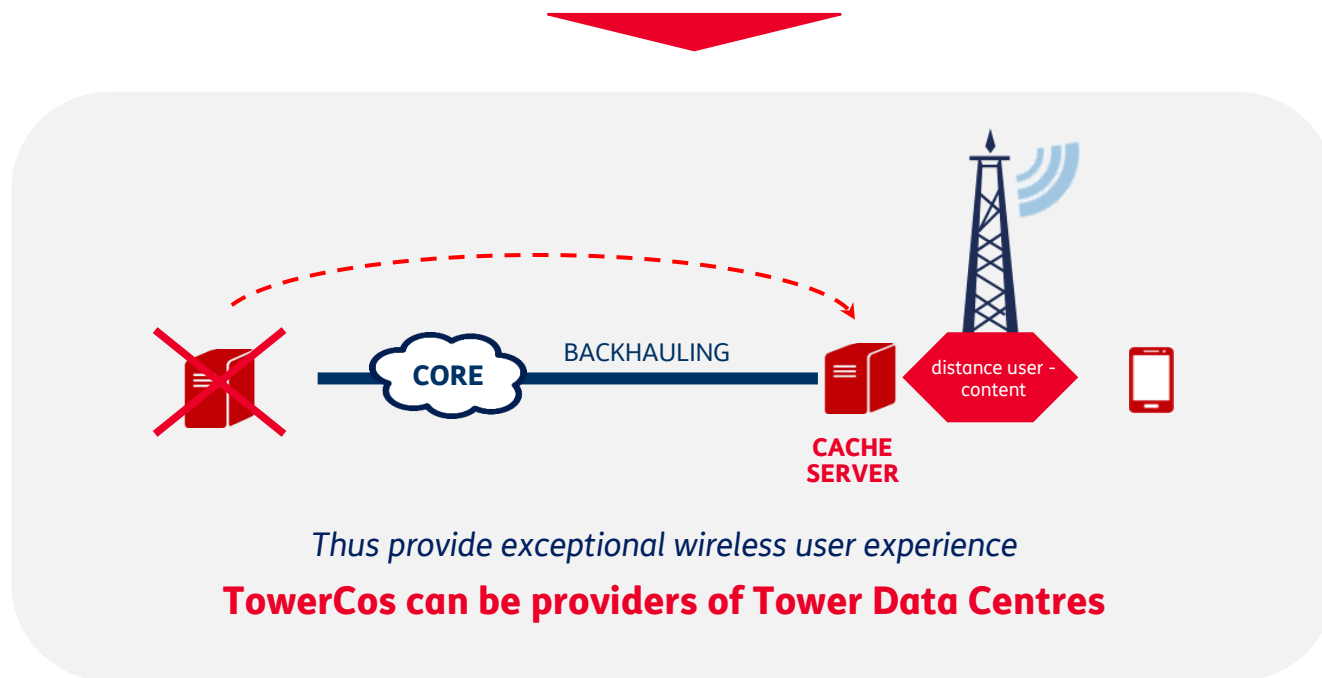 BACKHAULING
CORE
distance user -
content
CACHE
SERVER
Thus provide exceptional wireless user experience
TowerCos can be providers of Tower Data Centres